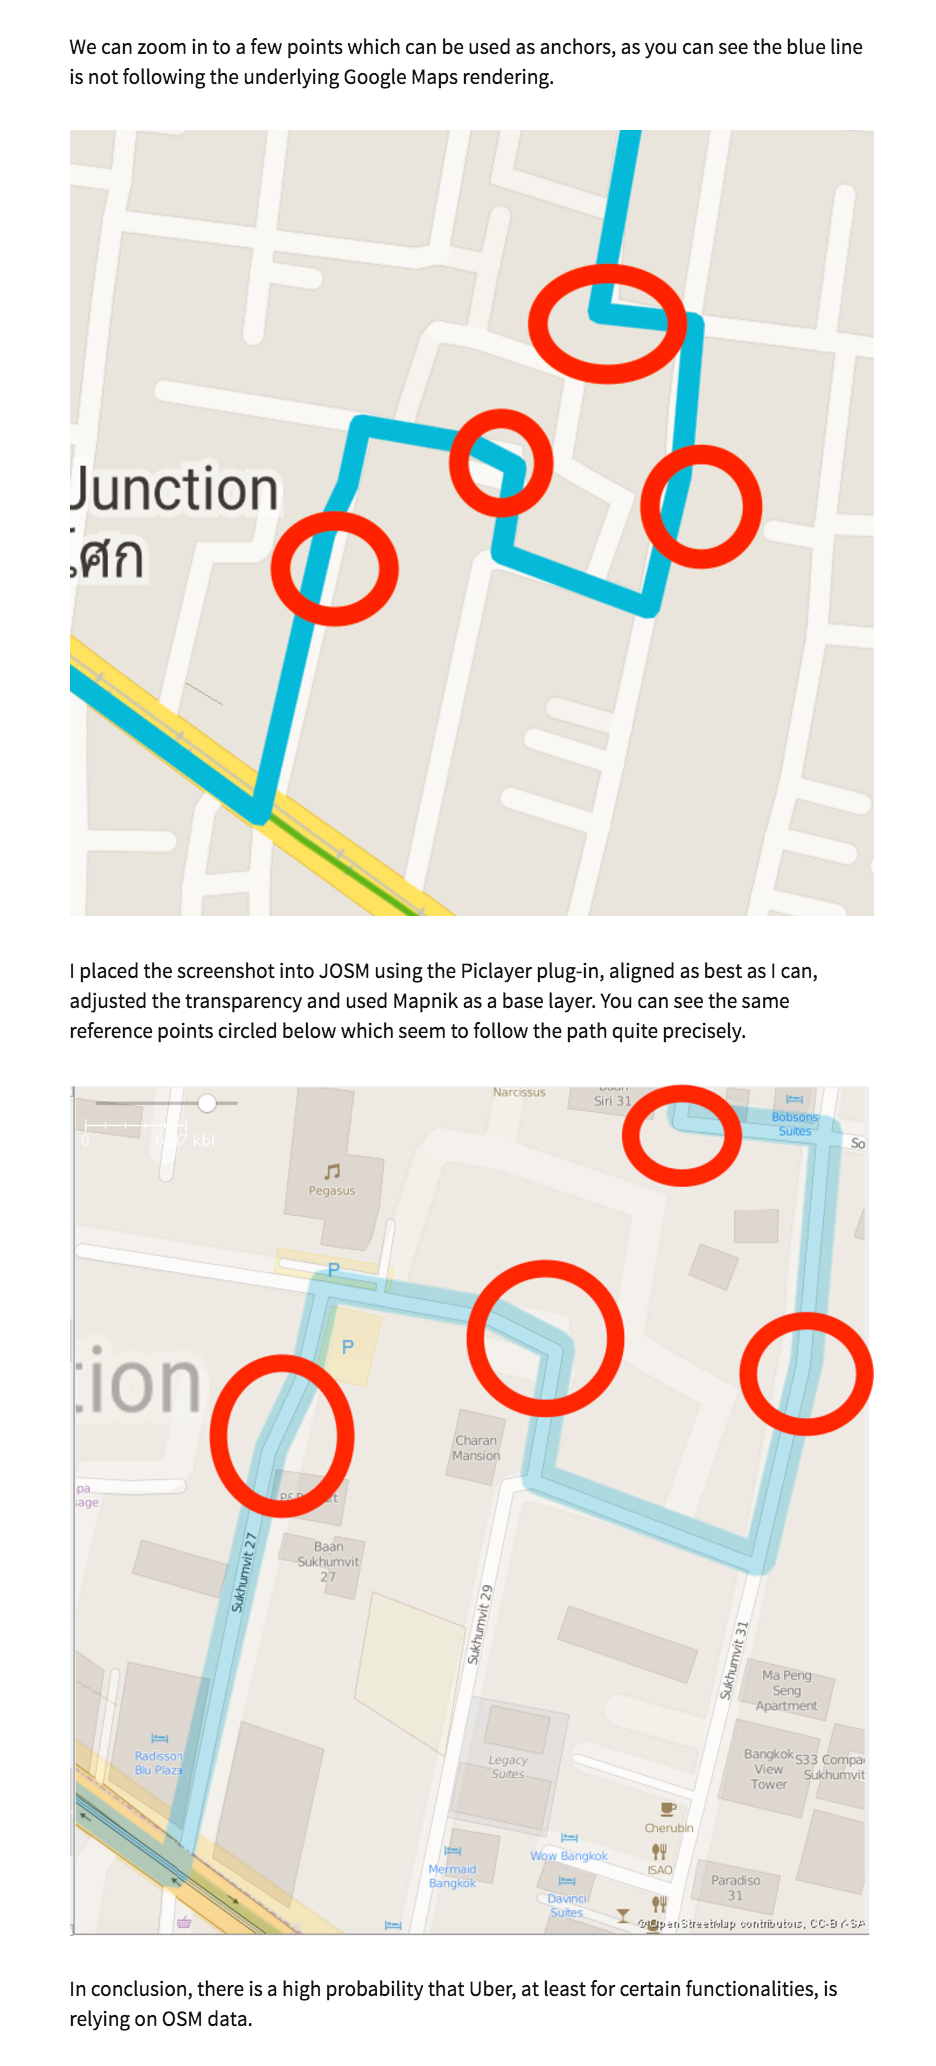 We can zoom in to a few points which can be used as anchors, as you can see the blue line
is not following the underlying Google Maps rendering.
Junction
ศก
I placed the screenshot into JOSM using the Piclayer plug-in, aligned as best as I can,
adjusted the transparency and used Mapnik as a base layer. You can see the same
reference points circled below which seem to follow the path quite precisely.
Narcissus
Siri 31
Bobsons
Suites
So
0
kbl
Pegasus
P
P
tion
Charan
Mansion
pa
sage
Baan
Sukhumvit
27
Sukhumvit 27
Sukhumvit 29
Sukhumvit 31
Ma Peng
Seng
Apartment
Radisson
Blu Plaza
Legacy
Suites
Bangkok
View
Tower
S33 Compa
Sukhumvit
Cherubin
Wow Bangkok
ISAO
Mermaid
Bangkok
Davinci
Suites
Paradiso
31
© OpenStreetMap contributors, CC-BY-SA
In conclusion, there is a high probability that Uber, at least for certain functionalities, is
relying on OSM data.